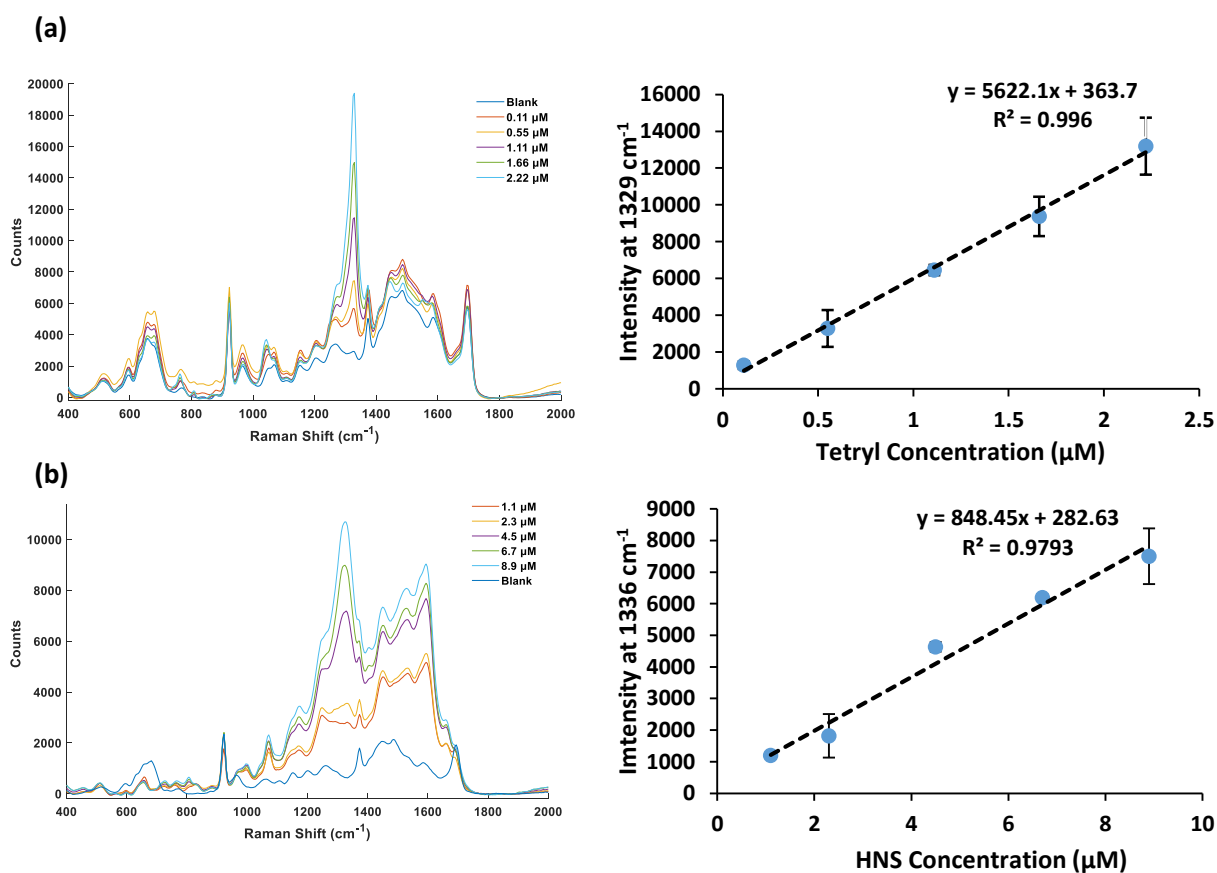 (a)
20000
18000
16000
14000
12000
10000
8000
6000
4000
2000
0
Counts
400 600 800 1000 1200 1400 1600 1800 2000
Raman Shift (cm-1)
Blank
0.11 µM
0.55 µM
1.11 µM
1.66 µM
2.22 µM
16000
14000
12000
10000
8000
6000
4000
2000
0
Intensity at 1329 cm-1
y = 5622.1x + 363.7
R² = 0.996
0 0.5 1 1.5 2 2.5
Tetryl Concentration (µM)
(b)
10000
8000
6000
4000
2000
0
Counts
400 600 800 1000 1200 1400 1600 1800 2000
Raman Shift (cm-1)
1.1 µM
2.3 µM
4.5 µM
6.7 µM
8.9 µM
Blank
9000
8000
7000
6000
5000
4000
3000
2000
1000
0
Imtensity at 1336 cm-1
y = 848.45x + 282.63
R² = 0.9793
0 2 4 6 8 10
HNS Concentration (µM)